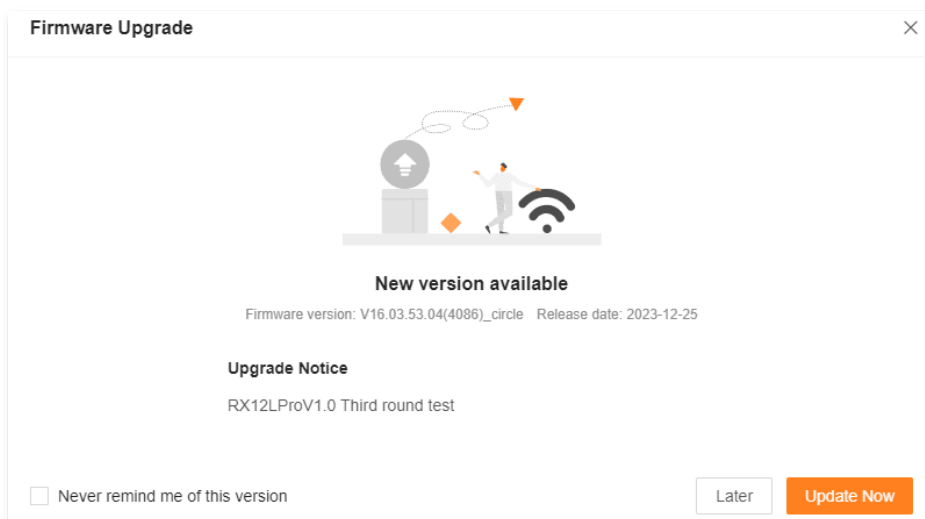 Firmware Upgrade
New version available
Firmware version: V16.03.53.04(4086)_circle Release date: 2023-12-25
Upgrade Notice
RX12LProV1.0 Third round test
Never remind me of this version
Later
Update Now